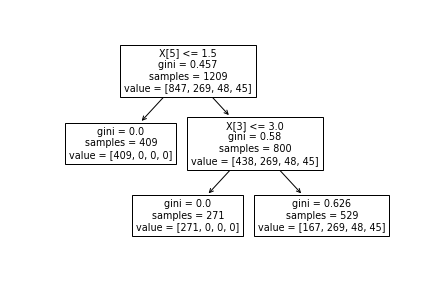 X[5] <= 1.5
gini = 0.457
samples = 1209
value = [847, 269, 48, 45]
gini = 0.0
samples = 409
value = [409, 0, 0, 0]
X[3] <= 3.0
gini = 0.58
samples = 800
value = [438, 269, 48, 45]
gini = 0.0
samples = 271
value = [271, 0, 0, 0]
gini = 0.626
samples = 529
value = [167, 269, 48, 45]